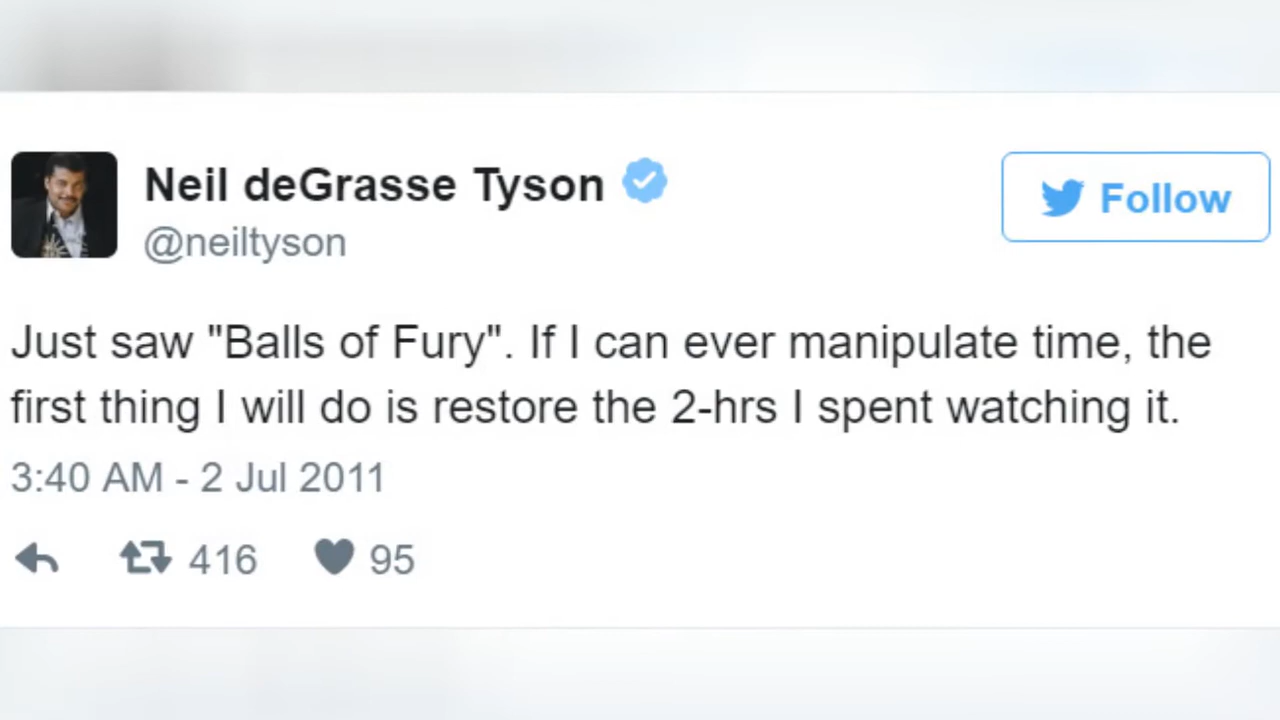 Neil deGrasse Tyson
@neiltyson
Follow
Just saw "Balls of Fury". If I can ever manipulate time, the
first thing I will do is restore the 2-hrs I spent watching it.
3:40 AM - 2 Jul 2011
416 95